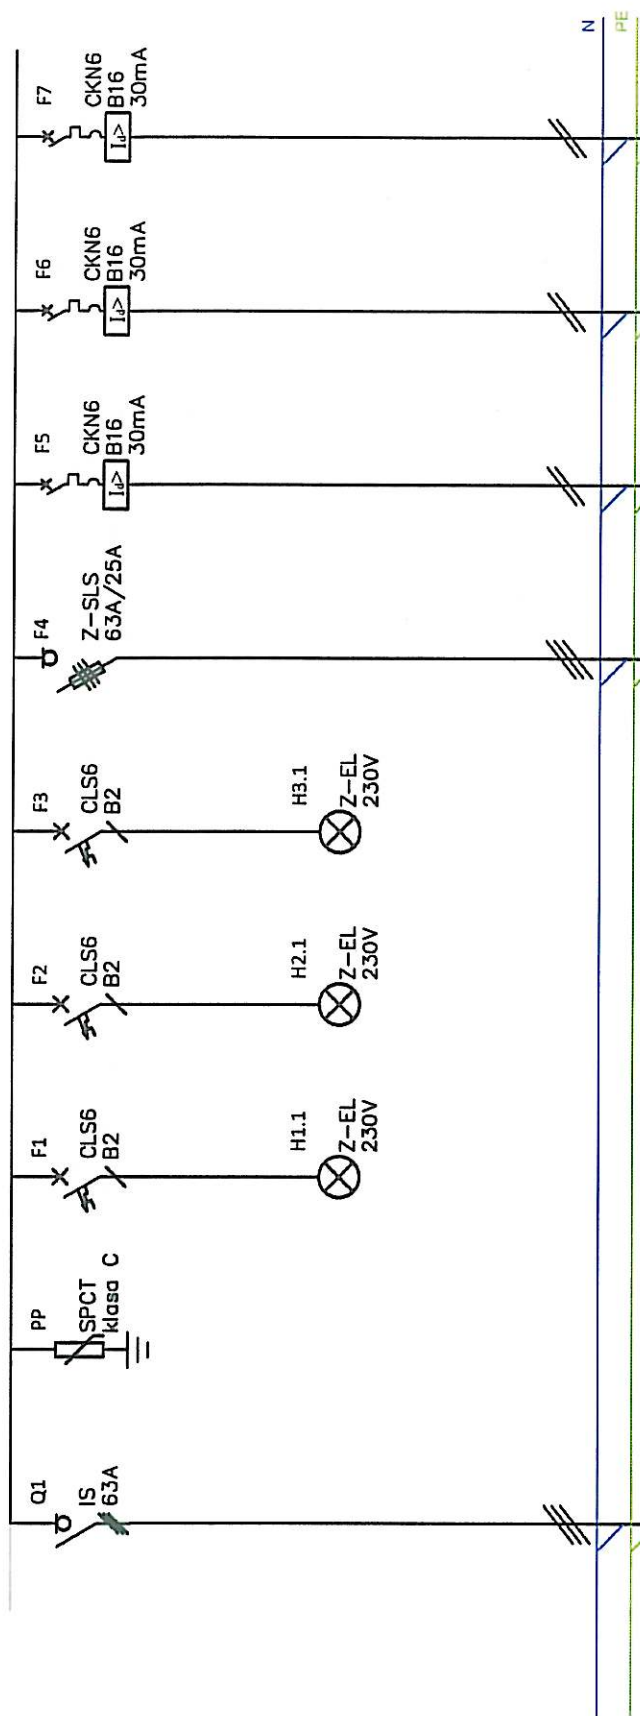 Q1
IS
63A
PP
SPCT
klasa C
F1
CLS6
B2
H1.1
Z-EL
230V
F2
CLS6
B2
H2.1
Z-EL
230V
F3
CLS6
B2
H3.1
Z-EL
230V
F4
Z-SLS
63A/25A
F5
CKN6
B16
30mA
I>
F6
CKN6
B16
30mA
I>
F7
CKN6
B16
30mA
I>
N
PE